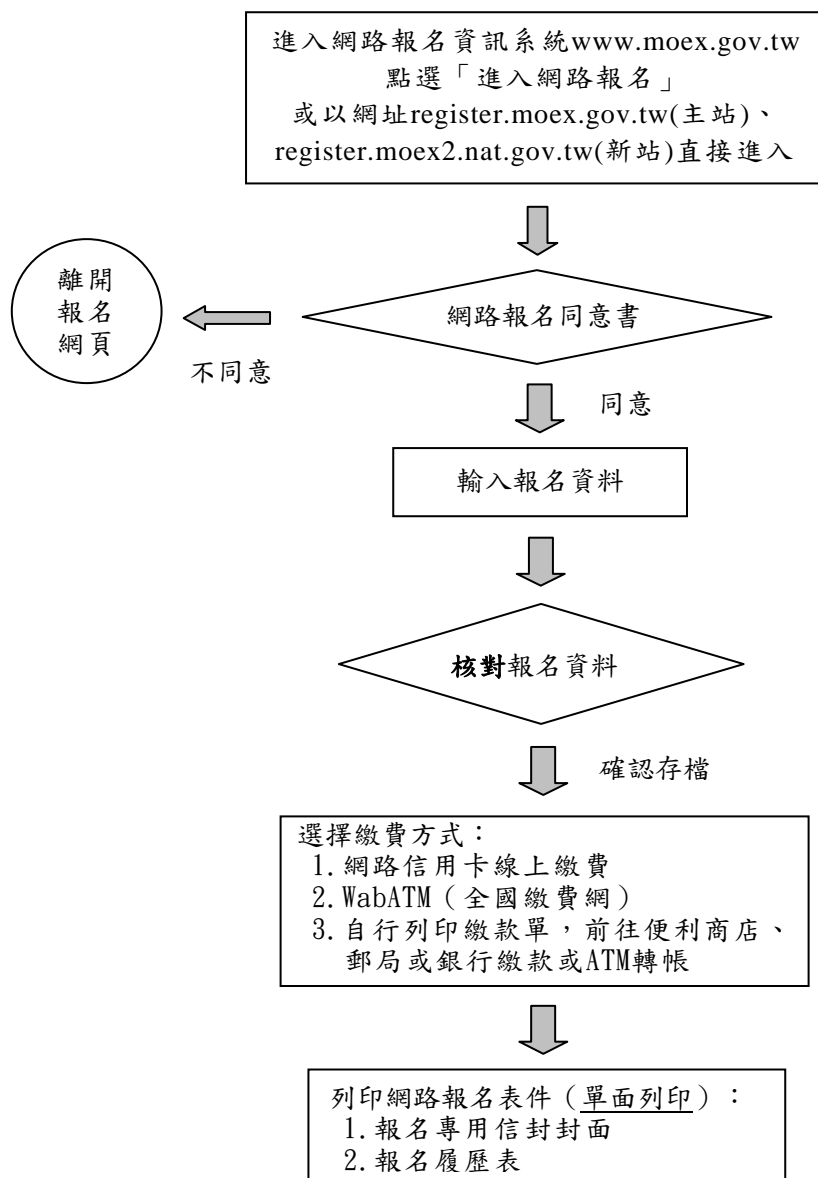 進入網路報名資訊系統www.moex.gov.tw
點選「進入網路報名」
或以網址register.moex.gov.tw(主站)、
register.moex2.nat.gov.tw(新站)直接進入
離開
報名
網頁
網路報名同意書
不同意
同意
輸入報名資料
核對報名資料
確認存檔
選擇繳費方式：
1.網路信用卡線上繳費
2.WabATM（全國繳費網）
3.自行列印繳款單，前往便利商店、
郵局或銀行繳款或ATM轉帳
列印網路報名表件（單面列印）：
1.報名專用信封封面
2.報名履歷表